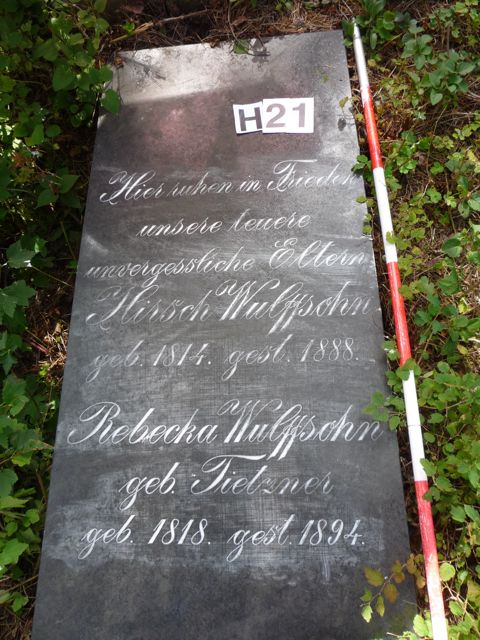 H21
Hier ruhen in Frieden
unsere teuere
unvergessliche Eltern
Hirsch Wulffsohn
geb. 1814. gest. 1888.
Rebecka Wulffsohn
geb. Tietzner
geb. 1818. gest. 1894.